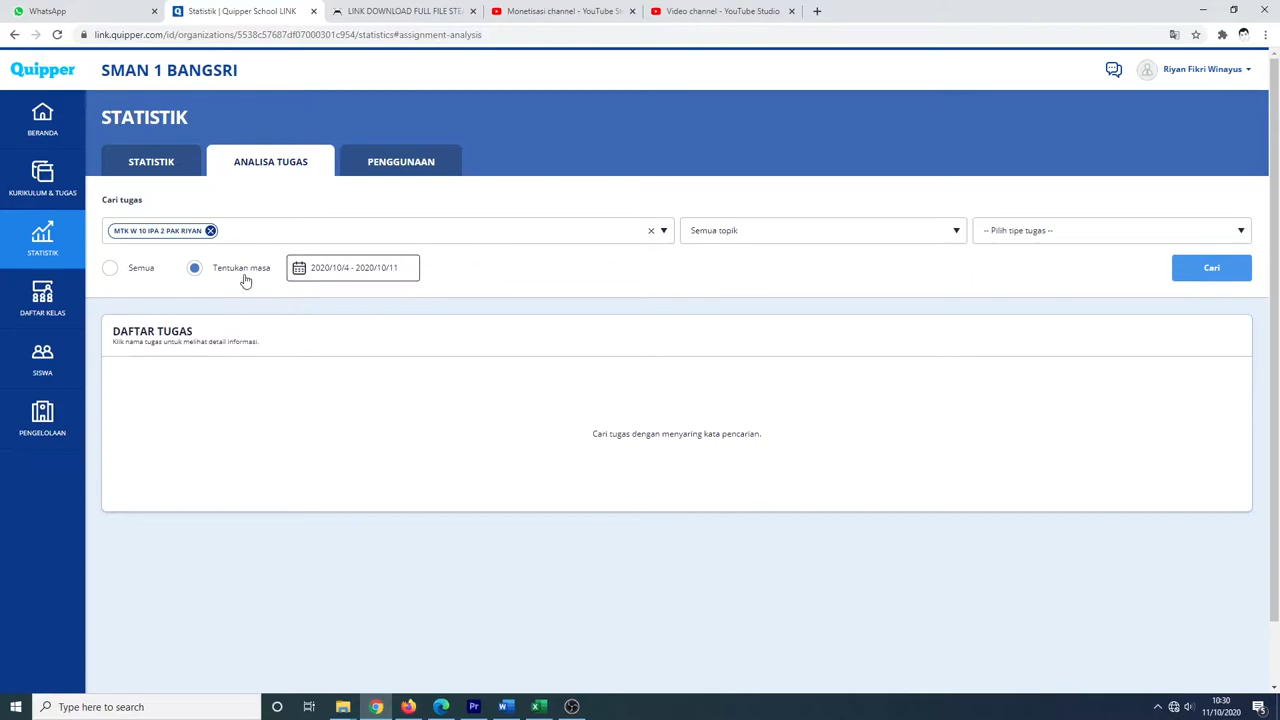 WhatsApp
Statistik | Quipper School LINK
LINK DOWNLOAD FULL FILE STEA
Monetisasi channel - YouTube St
Video channel - YouTube Studio
link.quipper.com/id/organizations/5538c57687df07000301c954/statistics#assignment-analysis
Quipper
SMAN 1 BANGSRI
Riyan Fikri Winayus
BERANDA
KURIKULUM & TUGAS
STATISTIK
DAFTAR KELAS
SISWA
PENGELOLAAN
STATISTIK
STATISTIK
ANALISA TUGAS
PENGGUNAAN
Cari tugas
MTK W 10 IPA 2 PAK RIYAN
Semua topik
-- Pilih tipe tugas --
Semua
Tentukan masa
2020/10/4 - 2020/10/11
Cari
DAFTAR TUGAS
Klik nama tugas untuk melihat detail informasi.
Cari tugas dengan menyaring kata pencarian.
Type here to search
10:30
11/10/2020